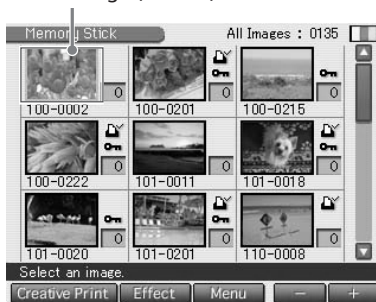 Memory Stick All Images : 0135
0 0 0
100-0002 100-0201 100-0215
0 0 0
100-0222 101-0011 101-0018
0 0 0
101-0020 101-0201 110-0008
Select an image.
Creative Print Effect Menu − +